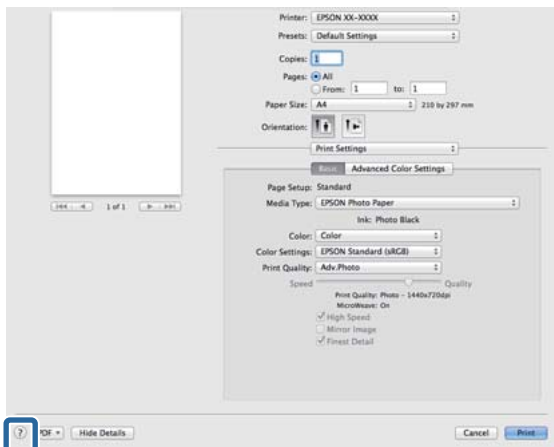 Printer: EPSON XX-XXXX
Presets: Default Settings
Copies: 1
Pages: All
From: 1 to: 1
Paper Size: A4 210 by 297 mm
Orientation:
Print Settings
Basic Advanced Color Settings
Page Setup: Standard
Media Type: EPSON Photo Paper
Ink: Photo Black
Color: Color
Color Settings: EPSON Standard (sRGB)
Print Quality: Adv.Photo
Speed Quality
Print Quality: Photo - 1440x720dpi
MicroWeave: On
High Speed
Mirror Image
Finest Detail
1 of 1
? PDF Hide Details Cancel Print